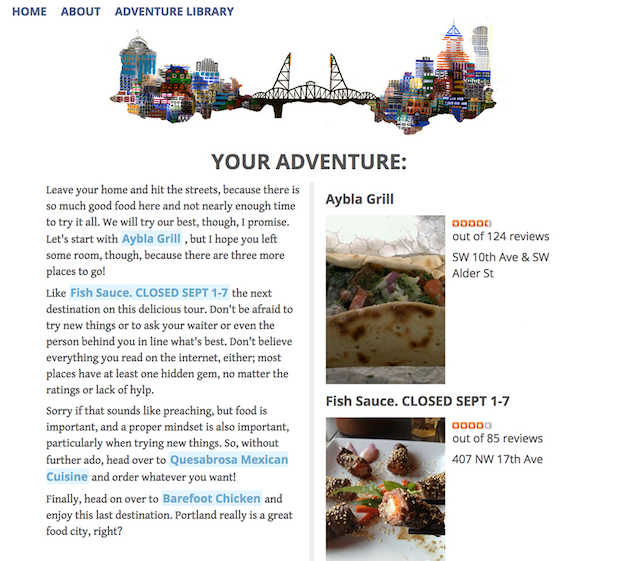 HOME ABOUT ADVENTURE LIBRARY
YOUR ADVENTURE:
Leave your home and hit the streets, because there is
so much good food here and not nearly enough time
to try it all. We will try our best, though, I promise.
Let's start with Aybla Grill , but I hope you left
some room, though, because there are three more
places to go!
Like Fish Sauce. CLOSED SEPT 1-7 the next
destination on this delicious tour. Don't be afraid to
try new things or to ask your waiter or even the
person behind you in line what's best. Don't believe
everything you read on the internet, either; most
places have at least one hidden gem, no matter the
ratings or lack of hylp.
Sorry if that sounds like preaching, but food is
important, and a proper mindset is also important,
particularly when trying new things. So, without
further ado, head over to Quesabrosa Mexican
Cuisine and order whatever you want!
Finally, head on over to Barefoot Chicken and
enjoy this last destination. Portland really is a great
food city, right?
Aybla Grill
out of 124 reviews
SW 10th Ave & SW
Alder St
Fish Sauce. CLOSED SEPT 1-7
out of 85 reviews
407 NW 17th Ave